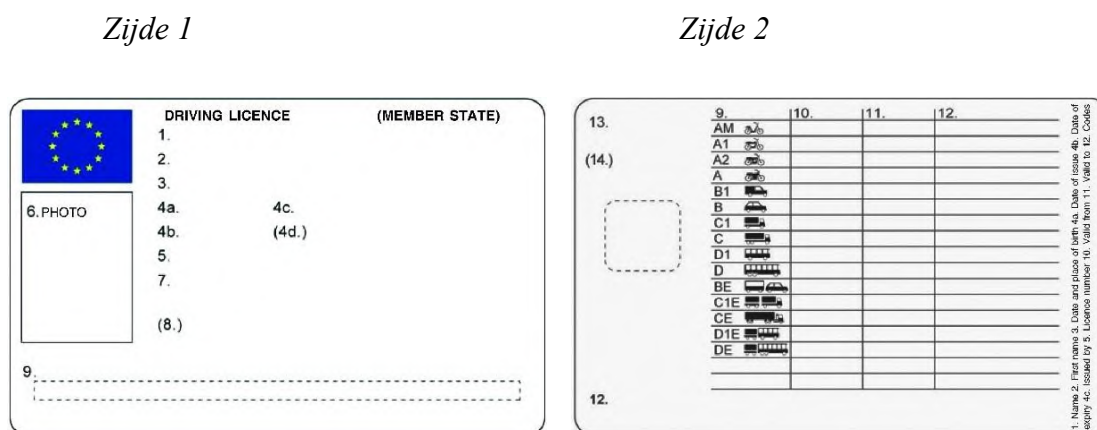 Zijde 1
Zijde 2
DRIVING LICENCE (MEMBER STATE)
1.
2.
3.
4a. 4c.
4b. (4d.)
5.
6.PHOTO
7.
(8.)
9.
13.
(14.)
12.
9. 10. 11. 12.
AM
A1
A2
A
B1
B
C1
C
D1
D
BE
C1E
CE
D1E
DE
1. Name 2. First name 3. Date and place of birth 4a. Date of issue 4b. Date of
expiry 4c. Issued by 5. Licence number 10. Valid from 11. Valid to 12. Codes